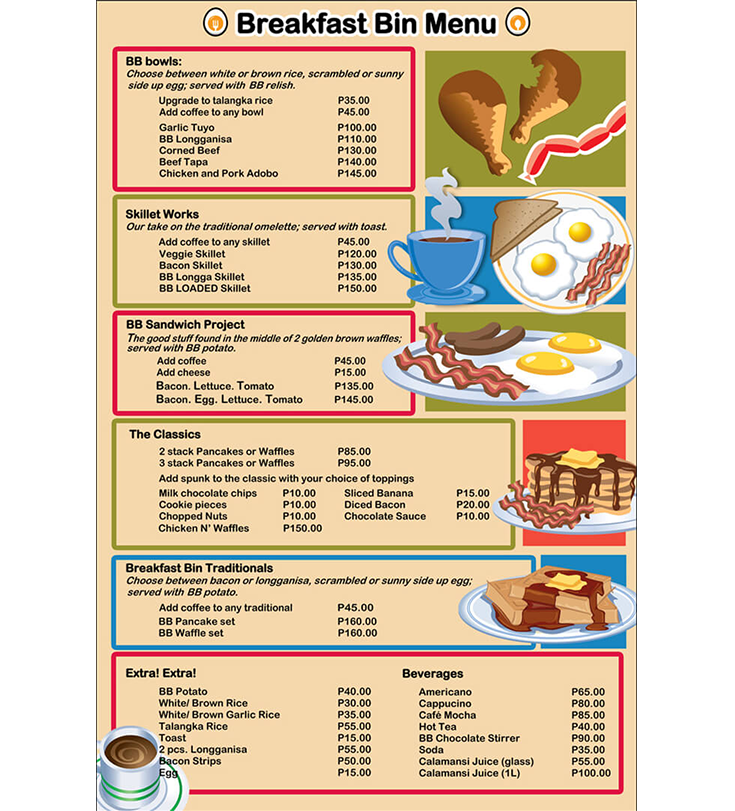 Breakfast Bin Menu
BB bowls:
Choose between white or brown rice, scrambled or sunny
side up egg; served with BB relish.
Upgrade to talangka rice P35.00
Add coffee to any bowl P45.00
Garlic Tuyo P100.00
BB Longganisa P110.00
Corned Beef P130.00
Beef Tapa P140.00
Chicken and Pork Adobo P145.00
Skillet Works
Our take on the traditional omelette; served with toast.
Add coffee to any skillet P45.00
Veggie Skillet P120.00
Bacon Skillet P130.00
BB Longga Skillet P135.00
BB LOADED Skillet P150.00
BB Sandwich Project
The good stuff found in the middle of 2 golden brown waffles;
served with BB potato.
Add coffee P45.00
Add cheese P15.00
Bacon. Lettuce. Tomato P135.00
Bacon. Egg. Lettuce. Tomato P145.00
The Classics
2 stack Pancakes or Waffles P85.00
3 stack Pancakes or Waffles P95.00
Add spunk to the classic with your choice of toppings
Milk chocolate chips P10.00 Sliced Banana P15.00
Cookie pieces P10.00 Diced Bacon P20.00
Chopped Nuts P10.00 Chocolate Sauce P10.00
Chicken N' Waffles P150.00
Breakfast Bin Traditionals
Choose between bacon or longganisa, scrambled or sunny side up egg;
served with BB potato.
Add coffee to any traditional P45.00
BB Pancake set P160.00
BB Waffle set P160.00
Extra! Extra!
BB Potato P40.00
White/ Brown Rice P30.00
White/ Brown Garlic Rice P35.00
Talangka Rice P55.00
Toast P15.00
2 pcs. Longganisa P55.00
Bacon Strips P50.00
Egg P15.00
Beverages
Americano P65.00
Cappucino P80.00
Café Mocha P85.00
Hot Tea P40.00
BB Chocolate Stirrer P90.00
Soda P35.00
Calamansi Juice (glass) P55.00
Calamansi Juice (1L) P100.00